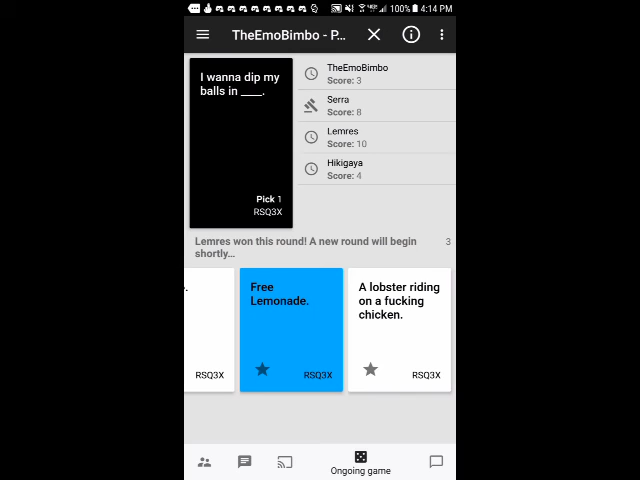 100% 4:14 PM
TheEmoBimbo - P...
I wanna dip my
balls in ____.
Pick 1
RSQ3X
TheEmoBimbo
Score: 3
Serra
Score: 8
Lemres
Score: 10
Hikigaya
Score: 4
Lemres won this round! A new round will begin
shortly...
3
.
RSQ3X
Free
Lemonade.
RSQ3X
A lobster riding
on a fucking
chicken.
RSQ3X
Ongoing game